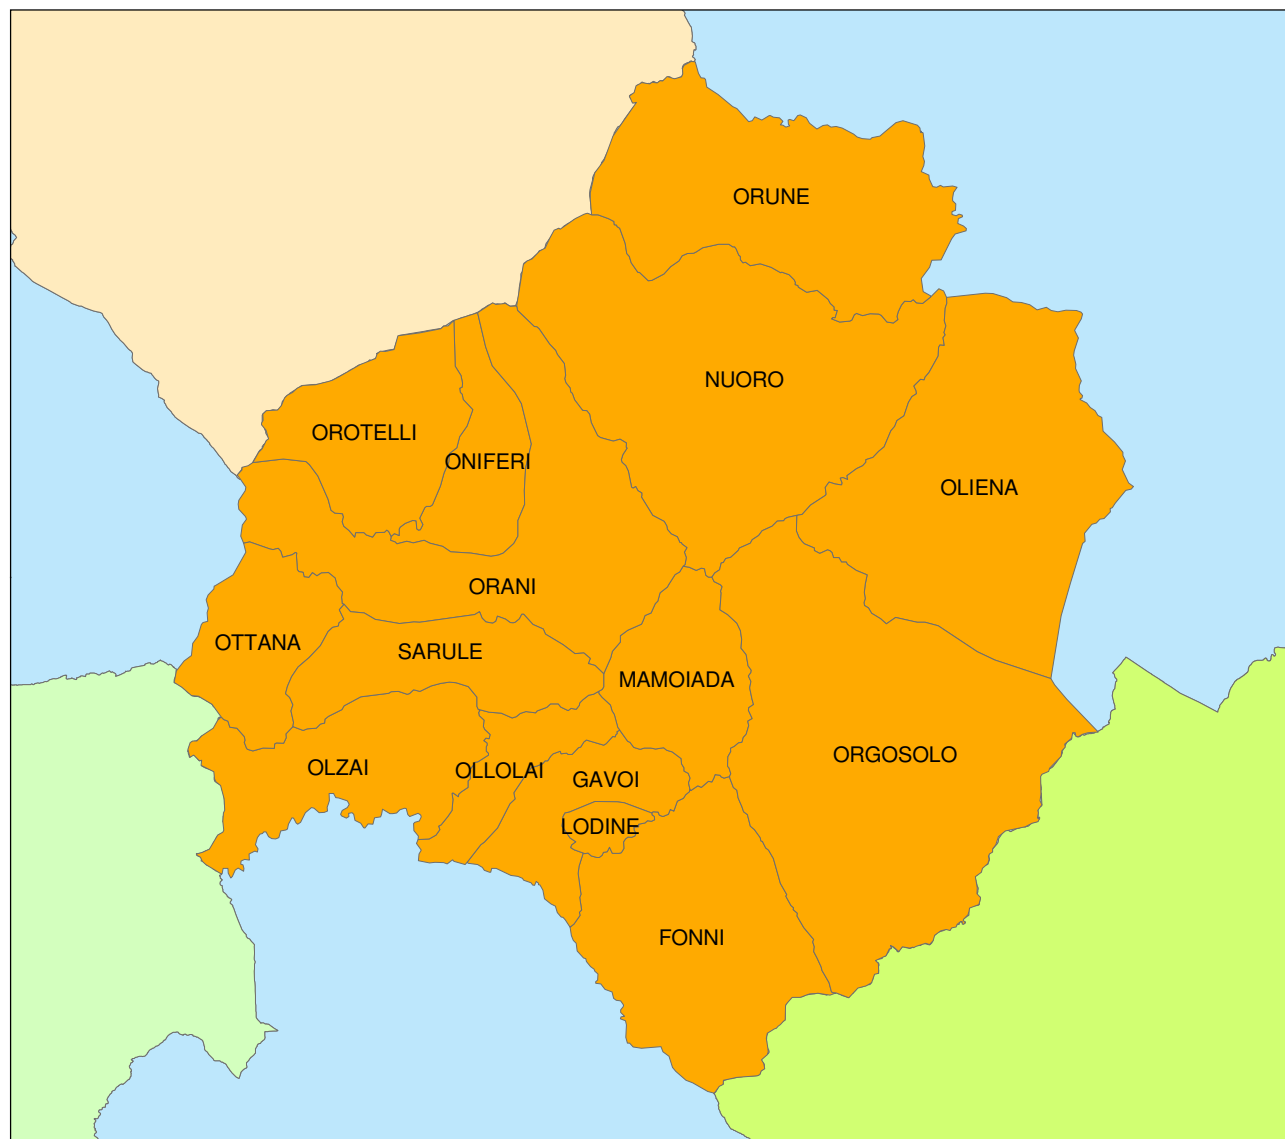 ORUNE
NUORO
OROTELLI
ONIFERI
OLIENA
ORANI
OTTANA
SARULE
MAMOIADA
ORGOSOLO
OLZAI
OLLOLAI
GAVOI
LODINE
FONNI